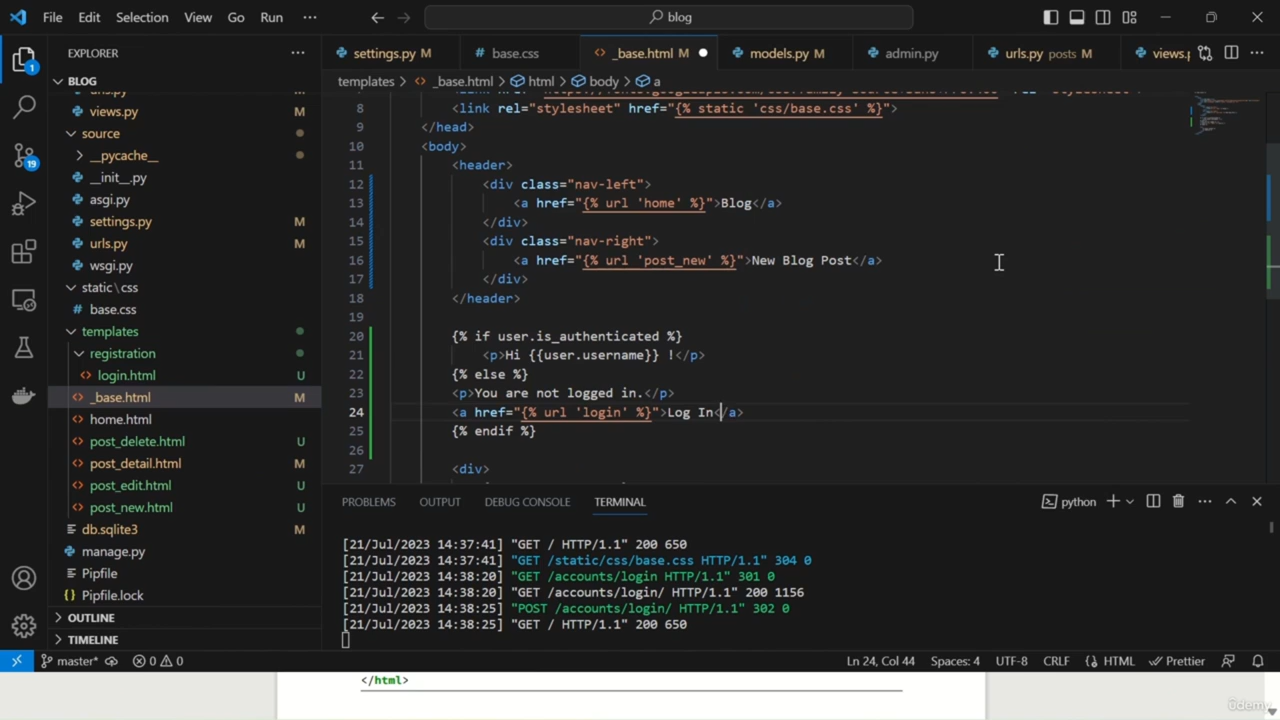 File Edit Selection View Go Run ··· blog
EXPLORER ···
settings.py M base.css _base.html M models.py M admin.py urls.py posts M views.p
BLOG
templates > _base.html > html > body > a
views.py M
source
__pycache__
__init__.py
asgi.py
settings.py M
urls.py M
wsgi.py
static\css
base.css
templates
registration
login.html U
_base.html M
home.html
post_delete.html U
post_detail.html M
post_edit.html U
post_new.html U
db.sqlite3 M
manage.py
Pipfile
Pipfile.lock
OUTLINE
TIMELINE
8 <link rel="stylesheet" href="{% static 'css/base.css' %}">
9 </head>
10 <body>
11 <header>
12 <div class="nav-left">
13 <a href="{% url 'home' %}">Blog</a>
14 </div>
15 <div class="nav-right">
16 <a href="{% url 'post_new' %}">New Blog Post</a>
17 </div>
18 </header>
19
20 {% if user.is_authenticated %}
21 <p>Hi {{user.username}} !</p>
22 {% else %}
23 <p>You are not logged in.</p>
24 <a href="{% url 'login' %}">Log In</a>
25 {% endif %}
26
27 <div>
PROBLEMS OUTPUT DEBUG CONSOLE TERMINAL python
[21/Jul/2023 14:37:41] "GET / HTTP/1.1" 200 650
[21/Jul/2023 14:37:41] "GET /static/css/base.css HTTP/1.1" 304 0
[21/Jul/2023 14:38:20] "GET /accounts/login HTTP/1.1" 301 0
[21/Jul/2023 14:38:20] "GET /accounts/login/ HTTP/1.1" 200 1156
[21/Jul/2023 14:38:25] "POST /accounts/login/ HTTP/1.1" 302 0
[21/Jul/2023 14:38:25] "GET / HTTP/1.1" 200 650
master* 0 0 Ln 24, Col 44 Spaces: 4 UTF-8 CRLF HTML Prettier
</html>
ûdemy